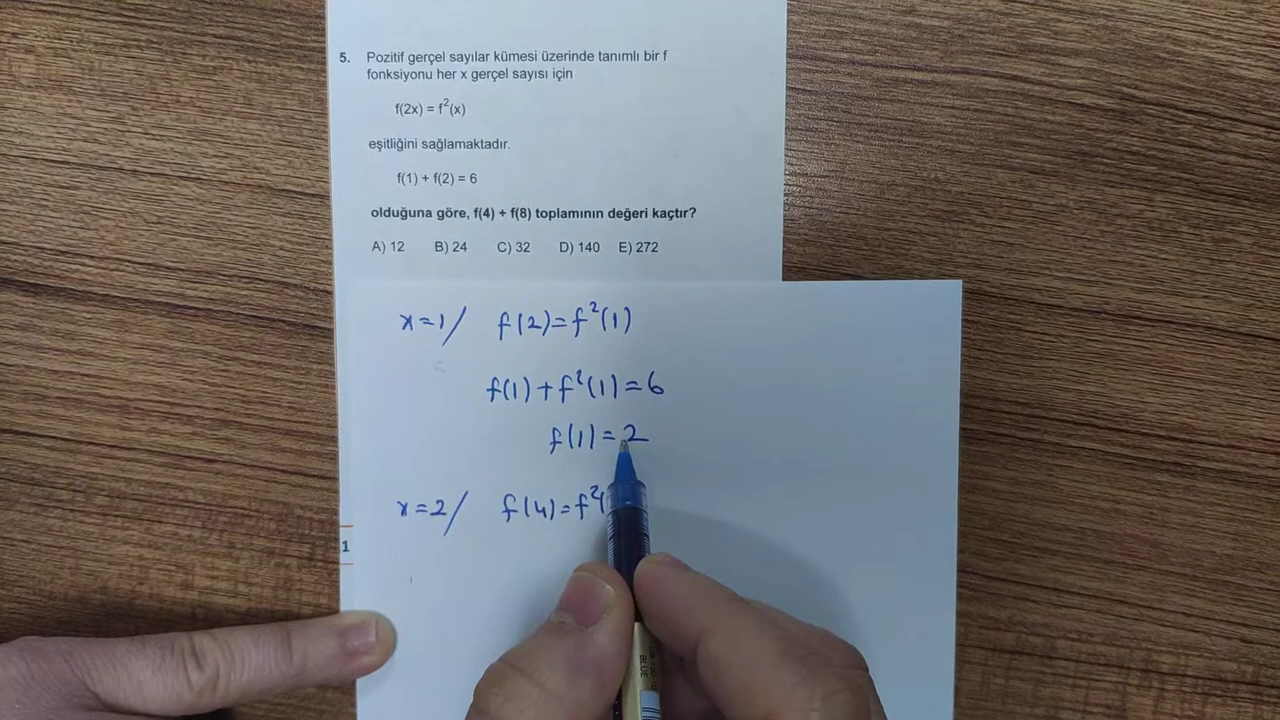 5. Pozitif gerçel sayılar kümesi üzerinde tanımlı bir f
fonksiyonu her x gerçel sayısı için
f(2x) = f²(x)
eşitliğini sağlamaktadır.
f(1) + f(2) = 6
olduğuna göre, f(4) + f(8) toplamının değeri kaçtır?
A) 12 B) 24 C) 32 D) 140 E) 272
x=1/ f(2)=f²(1)
f(1)+f²(1)=6
f(1)=2
x=2/ f(4)=f²(
1
BLUE